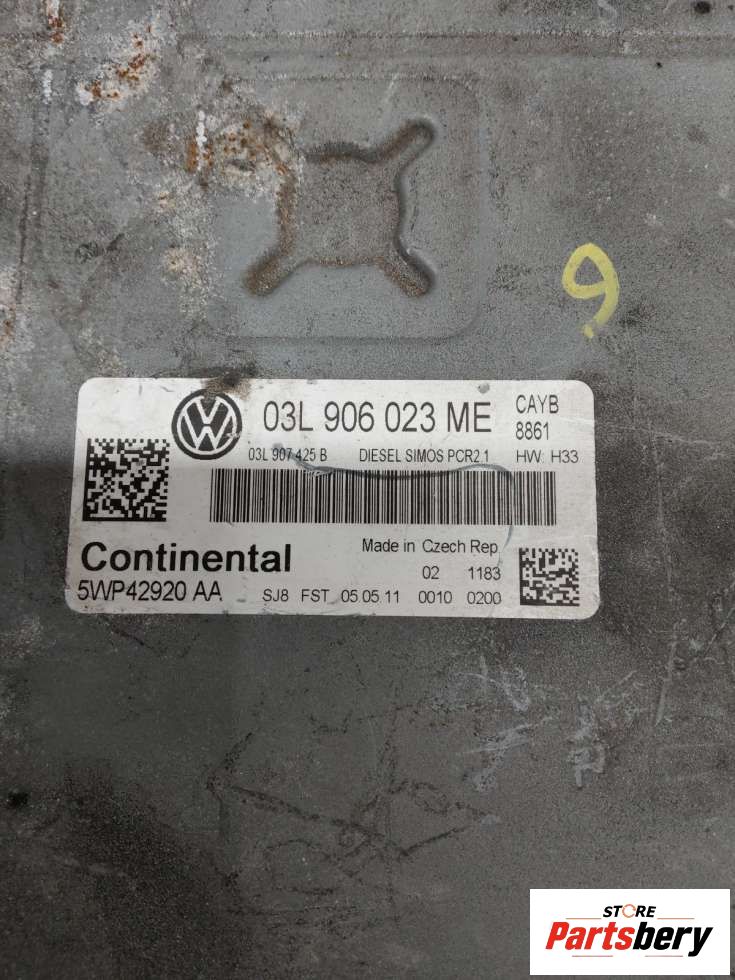 9
VW
03L 906 023 ME
CAYB
8861
03L 907 425 B DIESEL SIMOS PCR2.1 HW: H33
Continental
Made in Czech Rep
02 1183
5WP42920 AA
SJ8 FST 05.05.11 0010 0200
STORE
Partsbery